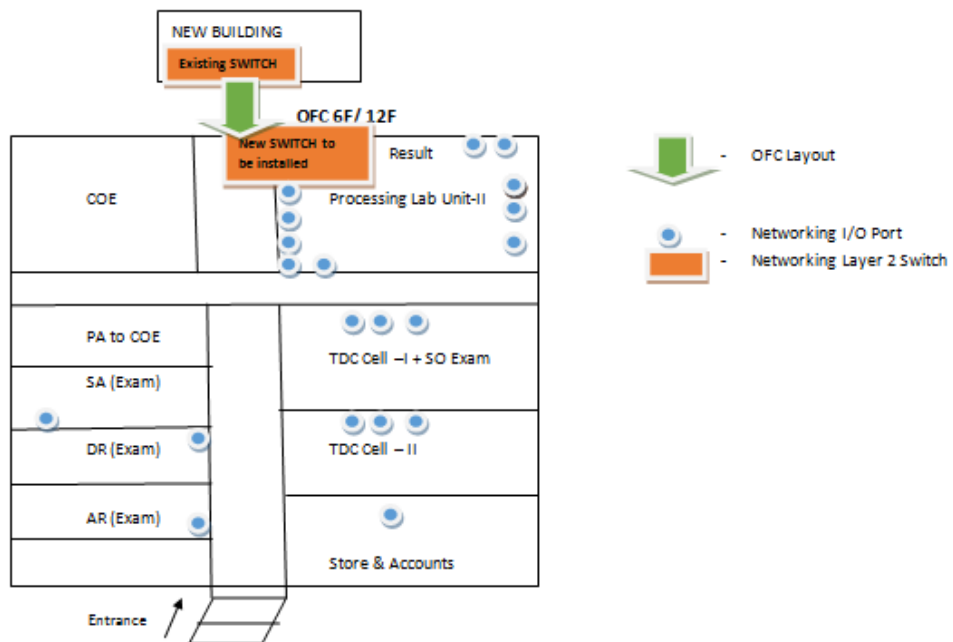 NEW BUILDING
Existing SWITCH
OFC 6F/ 12F
New SWITCH to
be installed
Result
COE
Processing Lab Unit-II
- OFC Layout
- Networking I/O Port
- Networking Layer 2 Switch
PA to COE
TDC Cell –I + SO Exam
SA (Exam)
DR (Exam)
TDC Cell – II
AR (Exam)
Store & Accounts
Entrance